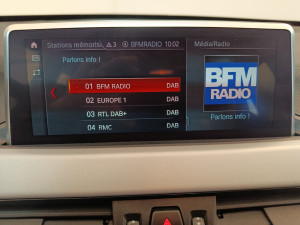 Stations mémorisé, ⚠3 BFMRADIO 10:02
Média/Radio
Parlons info !
01 BFM RADIO DAB
02 EUROPE 1 DAB
03 RTL DAB+ DAB
04 RMC DAB
BFM
RADIO
Parlons info !